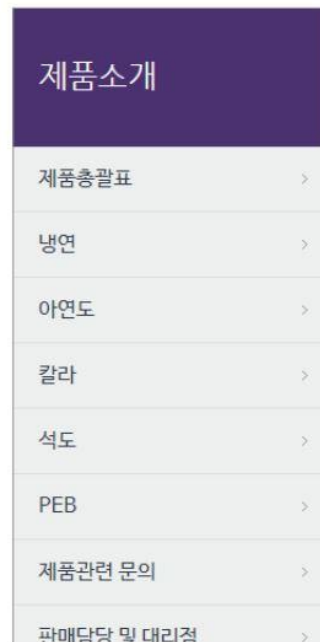 제품소개
제품총괄표
냉연
아연도
칼라
석도
PEB
제품관련 문의
판매담당 및 대리점